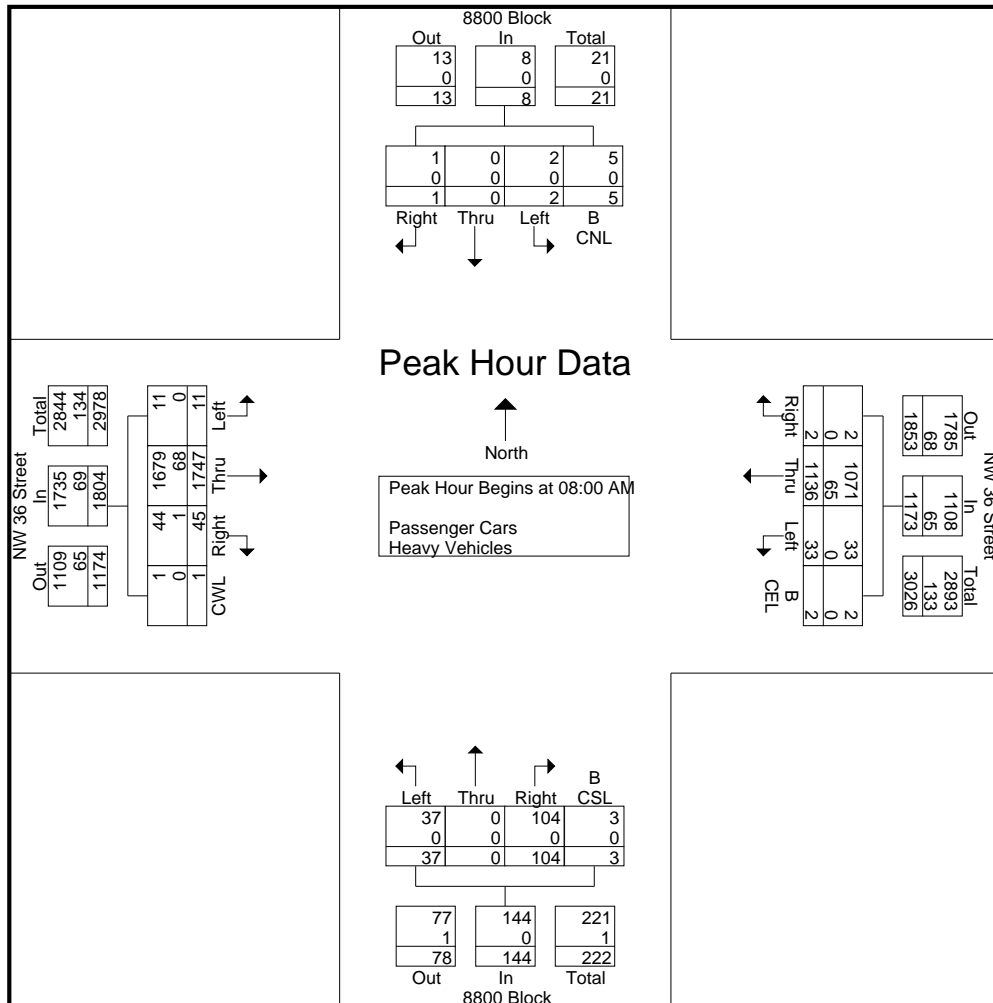 8800 Block
Out In Total
13 8 21
0 0 0
13 8 21
1 0 2 5
0 0 0 0
1 0 2 5
Right Thru Left B
CNL
Peak Hour Data
North
Peak Hour Begins at 08:00 AM
Passenger Cars
Heavy Vehicles
NW 36 Street
Out In Total
1109 1735 2844
65 69 134
1174 1804 2978
CWL Right Thru Left
1 44 1679 11
0 1 68 0
1 45 1747 11
NW 36 Street
Out In Total
1785 1108 2893
68 65 133
1853 1173 3026
2 1071 33 2
0 65 0 0
2 1136 33 2
Right Thru Left B
CEL
B
Left Thru Right CSL
37 0 104 3
0 0 0 0
37 0 104 3
77 144 221
1 0 1
78 144 222
Out In Total
8800 Block